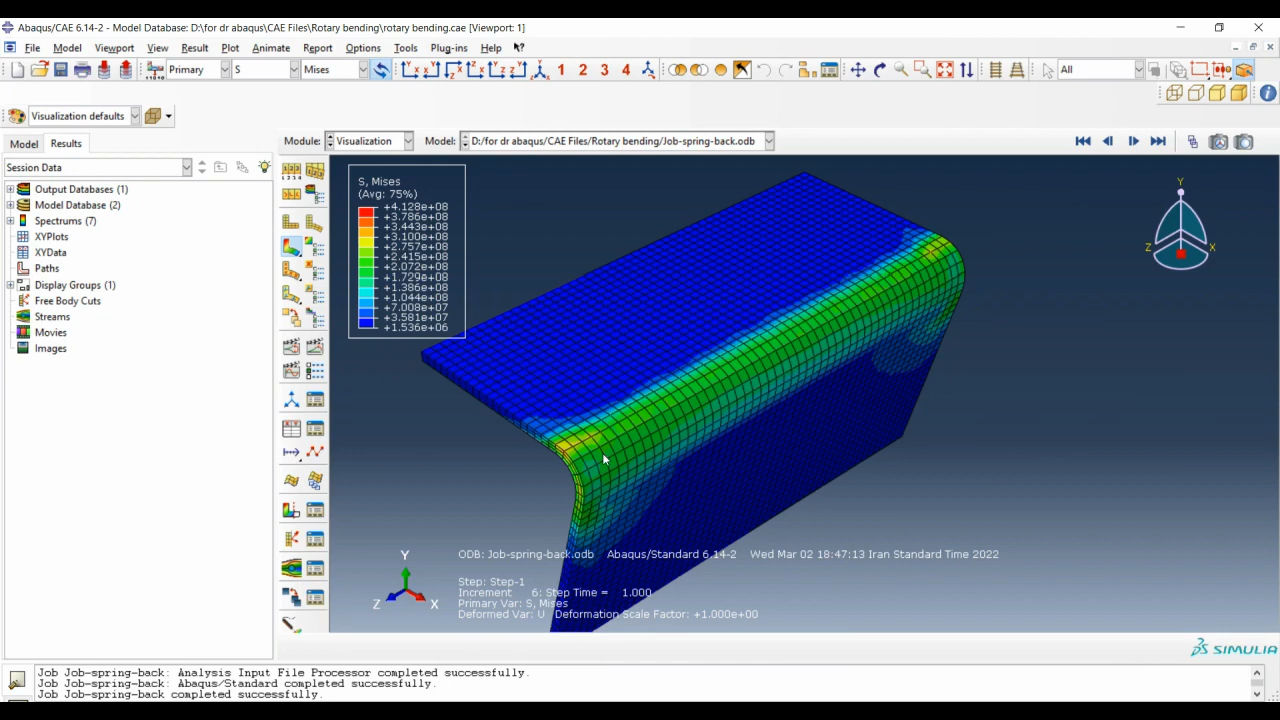 Abaqus/CAE 6.14-2 - Model Database: D:\for dr abaqus\CAE Files\Rotary bending\rotary bending.cae [Viewport: 1]
File Model Viewport View Result Plot Animate Report Options Tools Plug-ins Help
Primary S Mises 1 2 3 4 All
Visualization defaults
Model Results Module: Visualization Model: D:/for dr abaqus/CAE Files/Rotary bending/Job-spring-back.odb
Session Data
Output Databases (1)
Model Database (2)
Spectrums (7)
XYPlots
XYData
Paths
Display Groups (1)
Free Body Cuts
Streams
Movies
Images
S, Mises
(Avg: 75%)
+4.128e+08
+3.786e+08
+3.443e+08
+3.100e+08
+2.757e+08
+2.415e+08
+2.072e+08
+1.729e+08
+1.386e+08
+1.044e+08
+7.008e+07
+3.581e+07
+1.536e+06
Y
Z X
Y
Z X
ODB: Job-spring-back.odb Abaqus/Standard 6.14-2 Wed Mar 02 18:47:13 Iran Standard Time 2022
Step: Step-1
Increment 6: Step Time = 1.000
Primary Var: S, Mises
Deformed Var: U Deformation Scale Factor: +1.000e+00
SIMULIA
Job Job-spring-back: Analysis Input File Processor completed successfully.
Job Job-spring-back: Abaqus/Standard completed successfully.
Job Job-spring-back completed successfully.